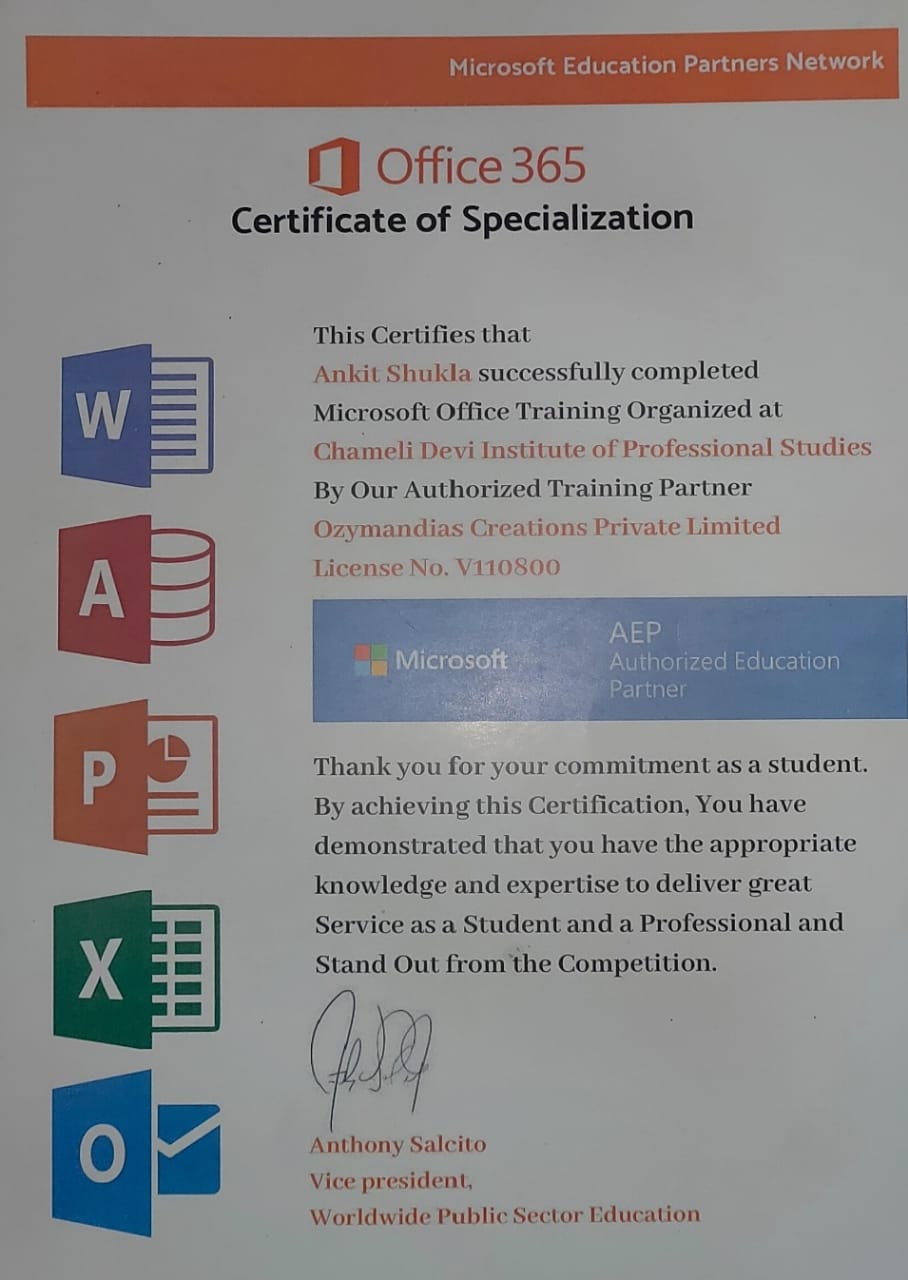 Microsoft Education Partners Network
Office 365
Certificate of Specialization
This Certifies that
Ankit Shukla successfully completed
Microsoft Office Training Organized at
Chameli Devi Institute of Professional Studies
By Our Authorized Training Partner
Ozymandias Creations Private Limited
License No. V110800
W
A
P
X
O
Microsoft
AEP
Authorized Education
Partner
Thank you for your commitment as a student.
By achieving this Certification, You have
demonstrated that you have the appropriate
knowledge and expertise to deliver great
Service as a Student and a Professional and
Stand Out from the Competition.
Anthony Salcito
Vice president,
Worldwide Public Sector Education